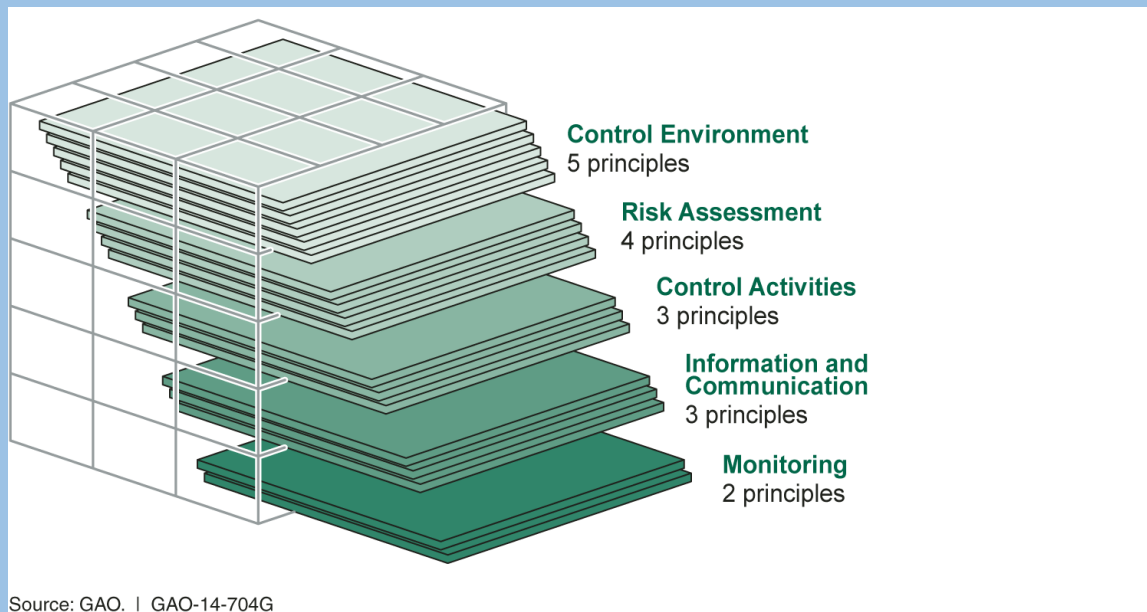 Control Environment
5 principles
Risk Assessment
4 principles
Control Activities
3 principles
Information and
Communication
3 principles
Monitoring
2 principles
Source: GAO. | GAO-14-704G